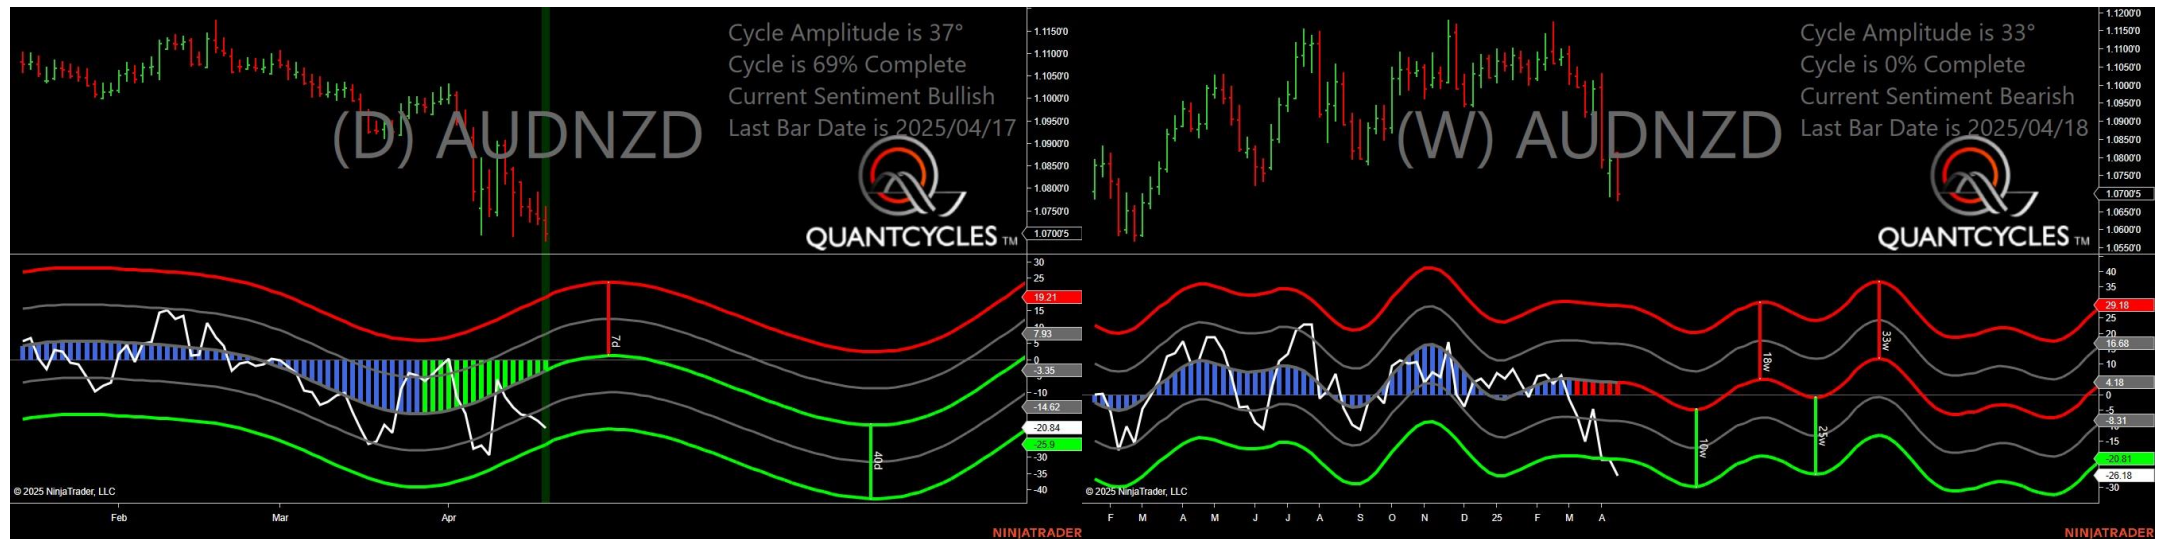 Cycle Amplitude is 37°
Cycle is 69% Complete
Current Sentiment Bullish
Last Bar Date is 2025/04/17
(D) AUDNZD
QUANTCYCLES TM
1.1150'0
1.1100'0
1.1050'0
1.1000'0
1.0950'0
1.0900'0
1.0850'0
1.0800'0
1.0750'0
1.0700'5
30
25
19.21
15
10
7.93
5
0
-3.35
-5
-10
-14.62
-20.84
-25.9
-30
-35
-40
7d
40d
© 2025 NinjaTrader, LLC
Feb Mar Apr
NINJATRADER
Cycle Amplitude is 33°
Cycle is 0% Complete
Current Sentiment Bearish
Last Bar Date is 2025/04/18
(W) AUDNZD
QUANTCYCLES TM
1.1200'0
1.1150'0
1.1100'0
1.1050'0
1.1000'0
1.0950'0
1.0900'0
1.0850'0
1.0800'0
1.0750'0
1.0700'5
1.0650'0
1.0600'0
1.0550'0
40
35
29.18
25
20
16.68
15
10
4.18
0
-5
-8.31
-15
-20.81
-26.18
-30
10w
18w
25w
33w
© 2025 NinjaTrader, LLC
F M A M J J A S O N D 25 F M A
NINJATRADER